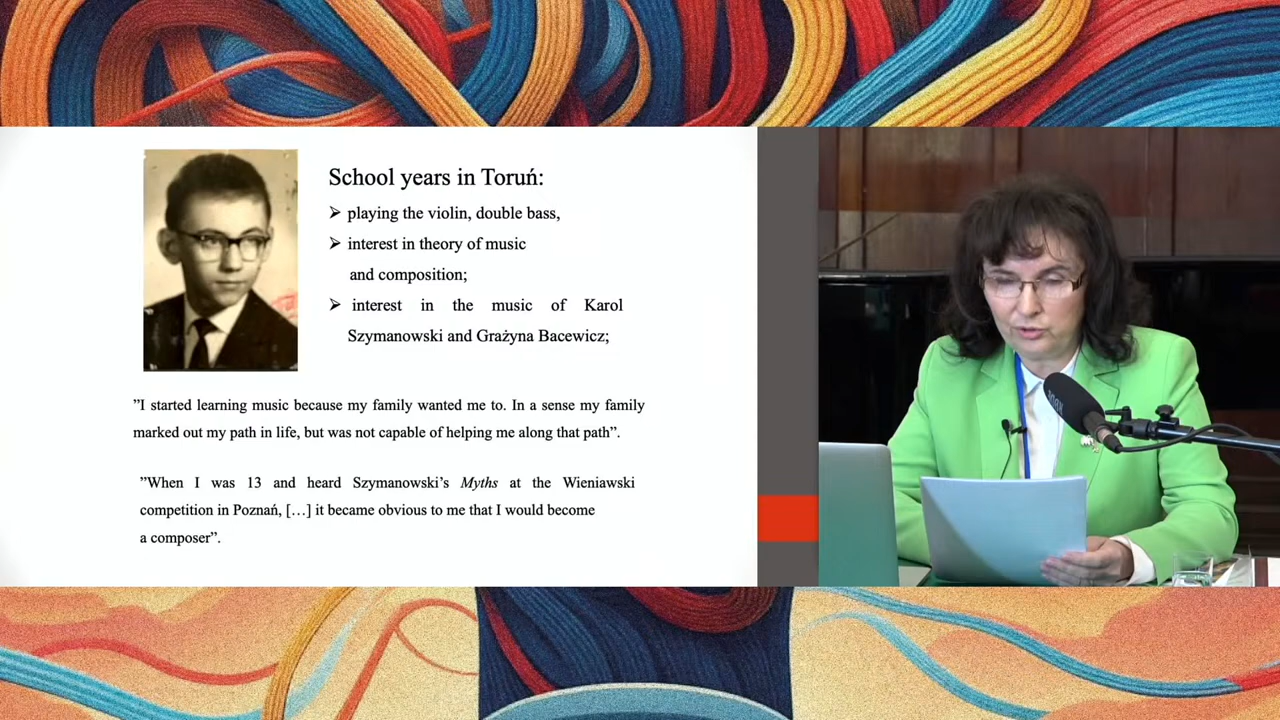 School years in Toruń:
➢ playing the violin, double bass,
➢ interest in theory of music
and composition;
➢ interest in the music of Karol
Szymanowski and Grażyna Bacewicz;
”I started learning music because my family wanted me to. In a sense my family
marked out my path in life, but was not capable of helping me along that path”.
”When I was 13 and heard Szymanowski’s Myths at the Wieniawski
competition in Poznań, […] it became obvious to me that I would become
a composer”.